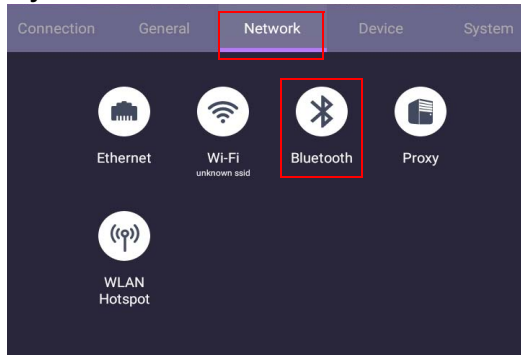 Connection General Network Device System
Ethernet Wi-Fi Bluetooth Proxy
unknown ssid
WLAN
Hotspot